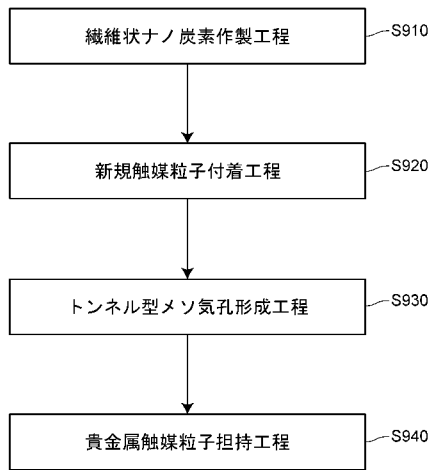 繊維状ナノ炭素作製工程
S910
新規触媒粒子付着工程
S920
トンネル型メソ気孔形成工程
S930
貴金属触媒粒子担持工程
S940